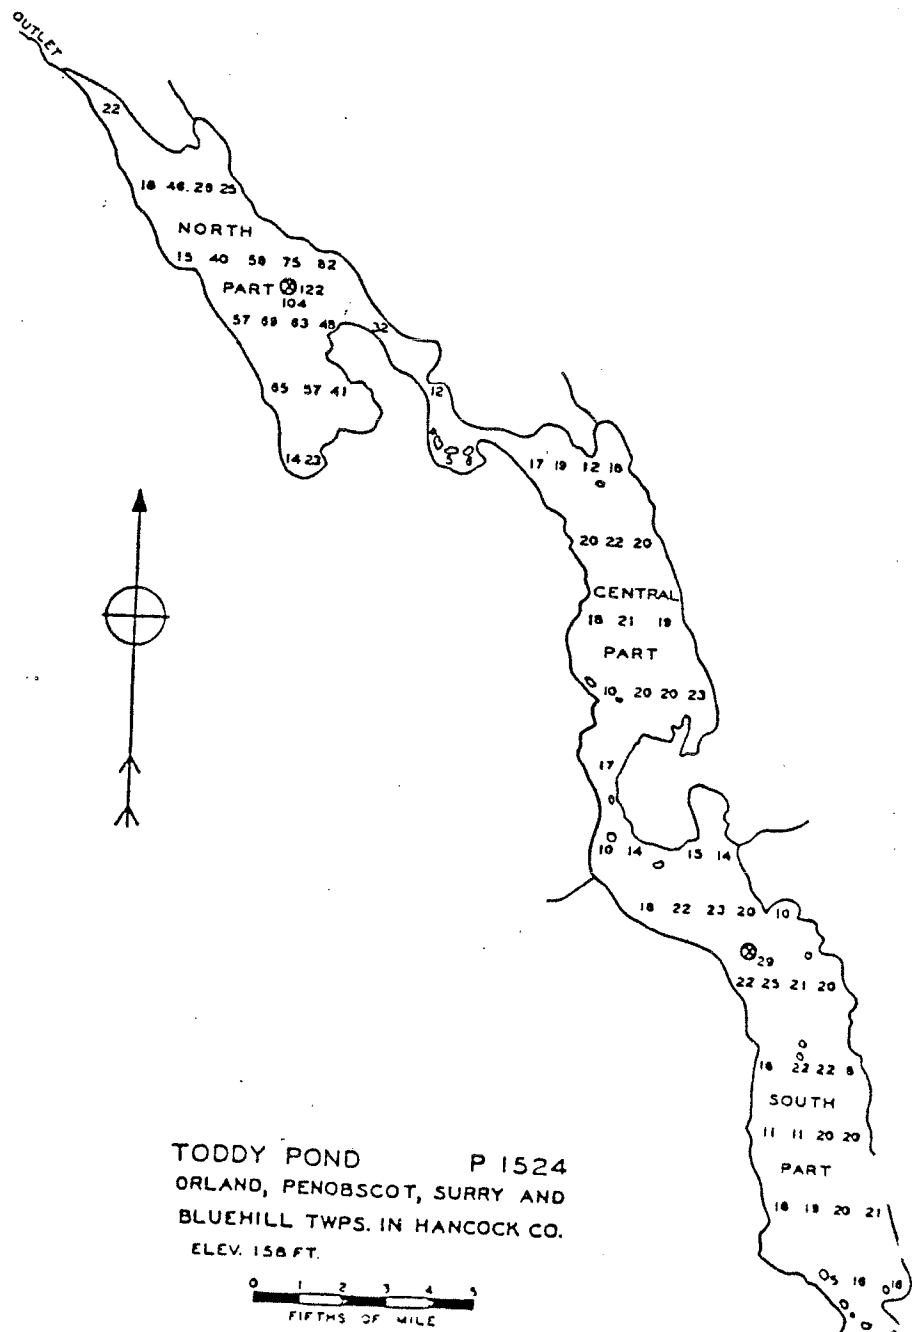 OUTLET
22
18 46. 28 25
NORTH
15 40 58 75 82
PART 122
104
57 69 63 48
32
65 57 41
12
14 23
5 6
17 19 12 18
20 22 20
CENTRAL
18 21 19
PART
10 20 20 23
17
10 14 15 14
18 22 23 20 10
29
22 25 21 20
16 22 22 8
SOUTH
11 11 20 20
PART
18 19 20 21
5 16 18
TODDY POND P 1524
ORLAND, PENOBSCOT, SURRY AND
BLUEHILL TWPS. IN HANCOCK CO.
ELEV. 158 FT.
0 1 2 3 4 5
FIFTHS OF MILE